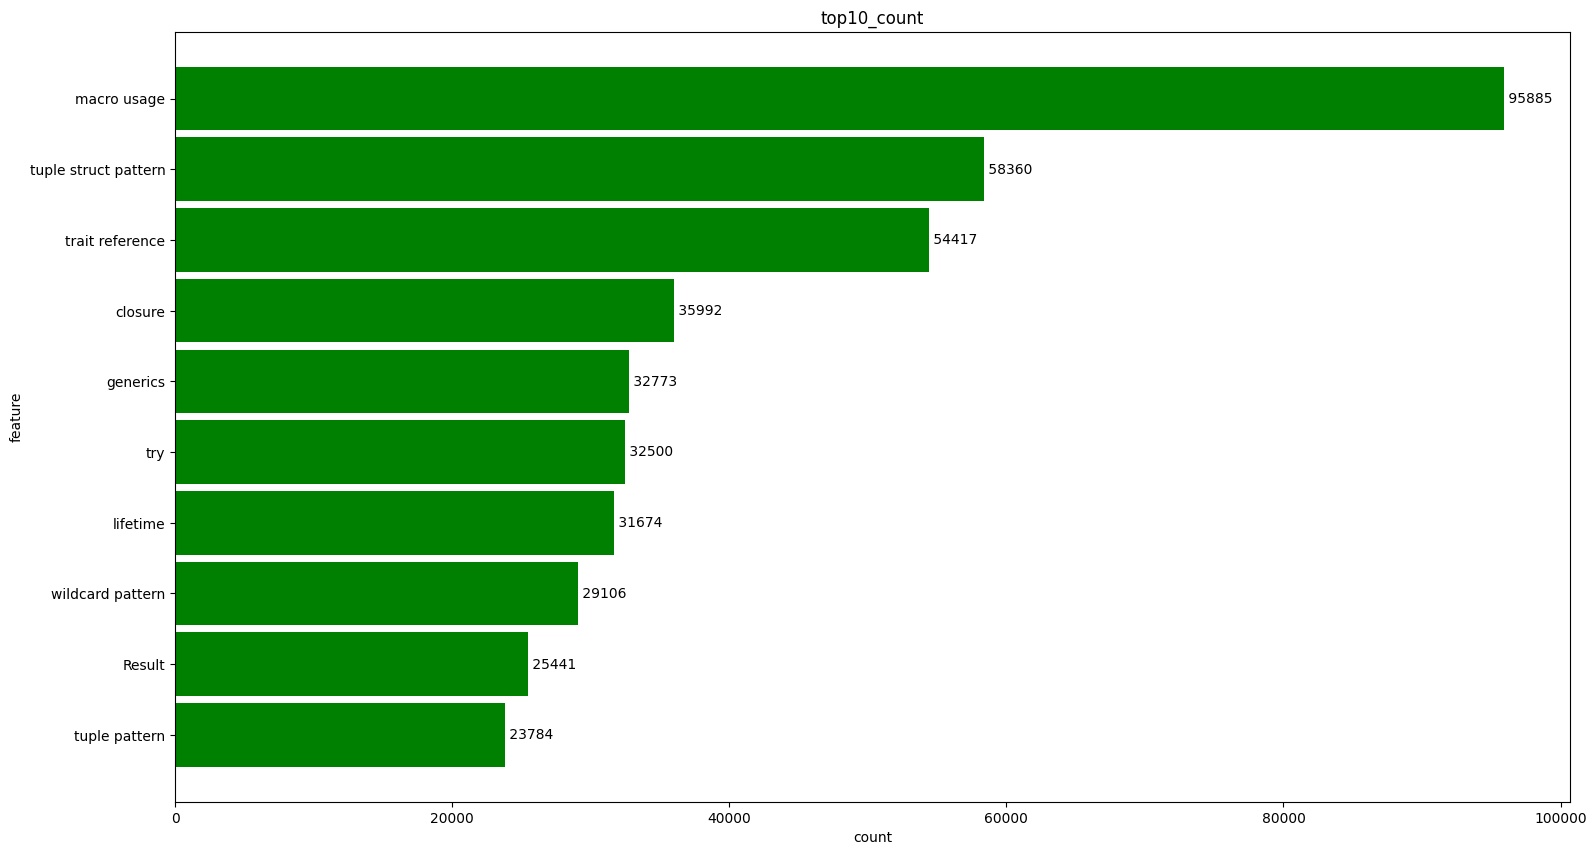 top10_count
feature
macro usage 95885
tuple struct pattern 58360
trait reference 54417
closure 35992
generics 32773
try 32500
lifetime 31674
wildcard pattern 29106
Result 25441
tuple pattern 23784
0 20000 40000 60000 80000 100000
count